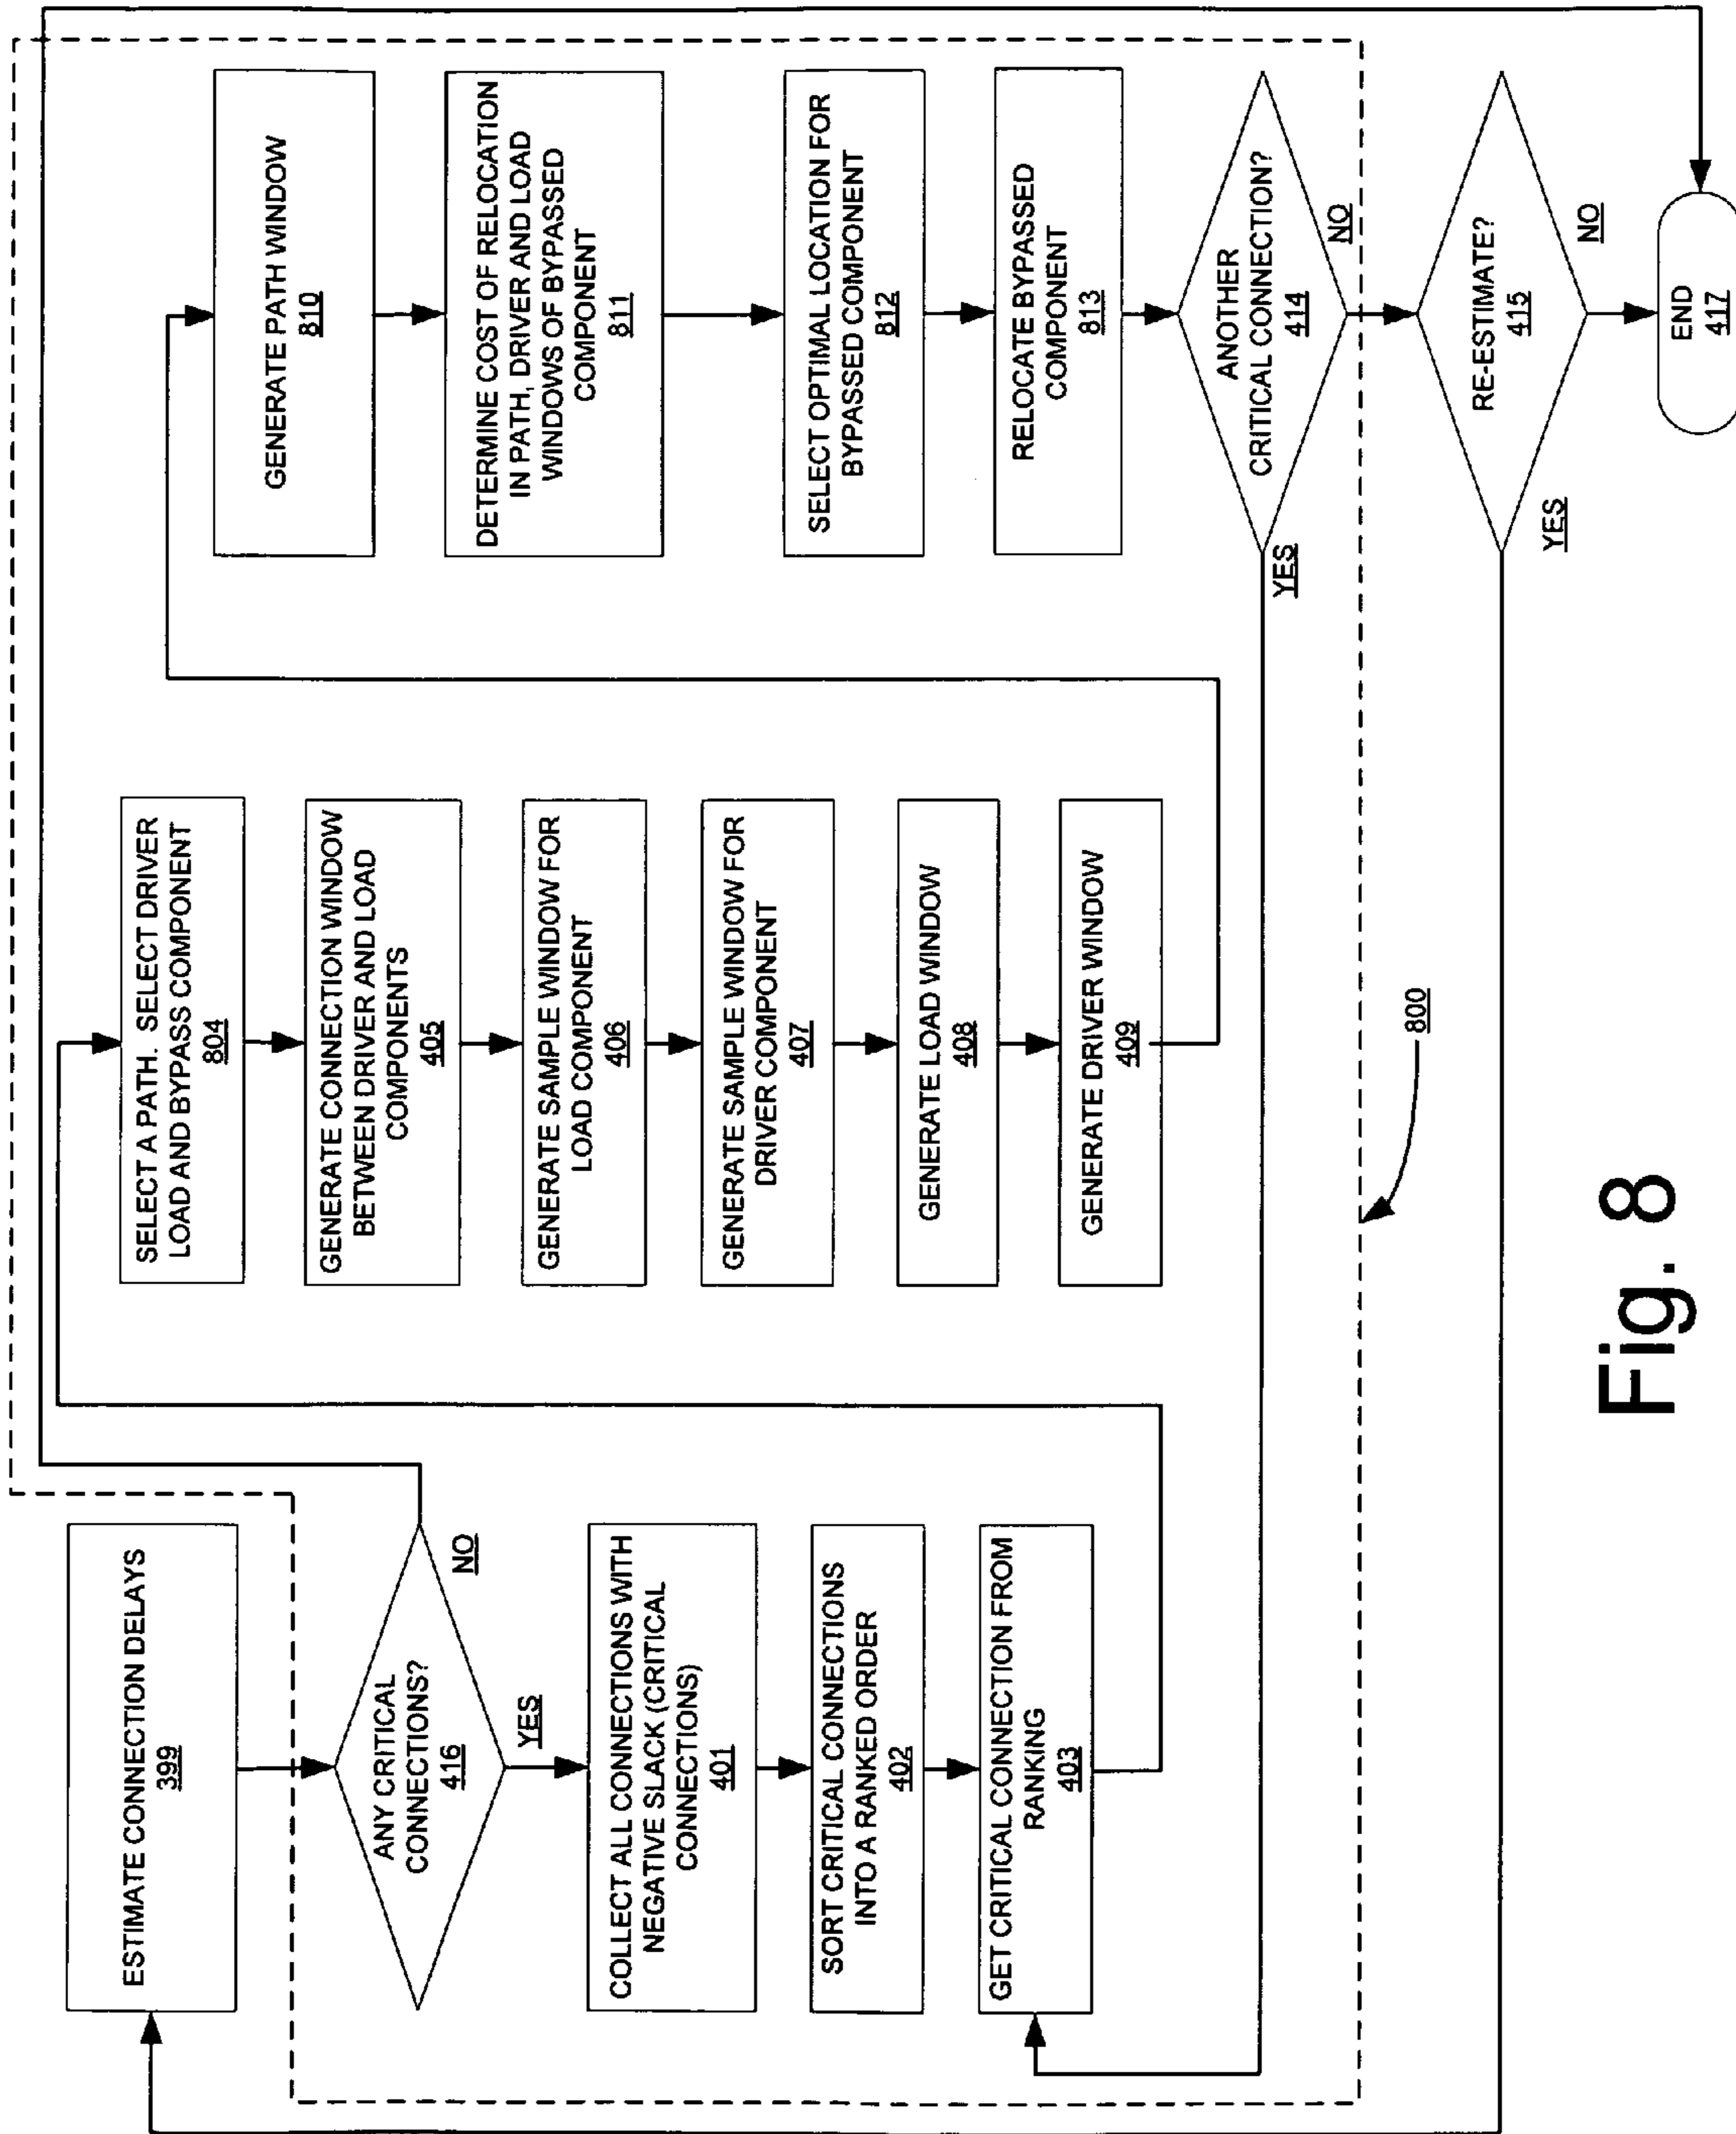 ESTIMATE CONNECTION DELAYS
399
ANY CRITICAL
CONNECTIONS?
416
NO
YES
COLLECT ALL CONNECTIONS WITH
NEGATIVE SLACK (CRITICAL
CONNECTIONS)
401
SORT CRITICAL CONNECTIONS
INTO A RANKED ORDER
402
GET CRITICAL CONNECTION FROM
RANKING
403
SELECT A PATH. SELECT DRIVER
LOAD AND BYPASS COMPONENT
804
GENERATE CONNECTION WINDOW
BETWEEN DRIVER AND LOAD
COMPONENTS
405
GENERATE SAMPLE WINDOW FOR
LOAD COMPONENT
406
GENERATE SAMPLE WINDOW FOR
DRIVER COMPONENT
407
GENERATE LOAD WINDOW
408
GENERATE DRIVER WINDOW
409
GENERATE PATH WINDOW
810
DETERMINE COST OF RELOCATION
IN PATH, DRIVER AND LOAD
WINDOWS OF BYPASSED
COMPONENT
811
SELECT OPTIMAL LOCATION FOR
BYPASSED COMPONENT
812
RELOCATE BYPASSED
COMPONENT
813
ANOTHER
CRITICAL CONNECTION?
414
YES
NO
RE-ESTIMATE?
415
YES
NO
END
417
800
Fig. 8